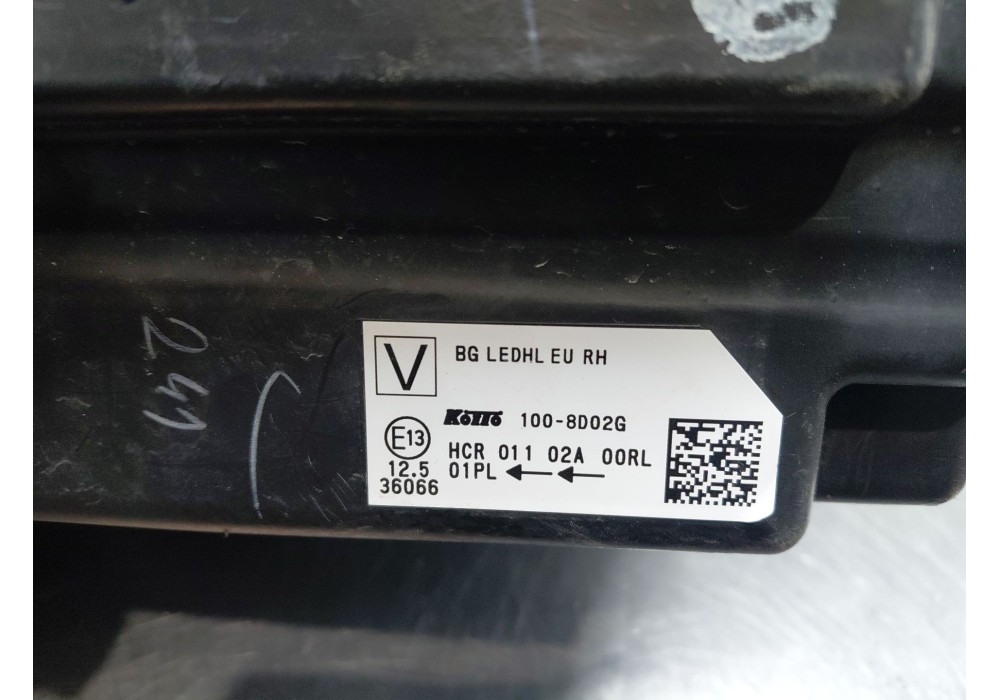 V BG LEDHL EU RH
KOITO 100-8D02G
E13 HCR 011 02A 00RL
12.5 01PL
36066